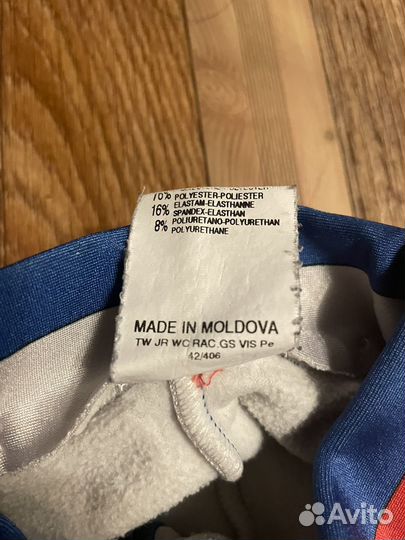 76% POLYESTER-POLIESTER
16% ELASTAM-ELASTHANNE
SPANDEX-ELASTHAN
8% POLIURETANO-POLYURETHAN
POLYURETHANE
MADE IN MOLDOVA
TW JR WC RAC.GS VIS Pe
42/406
Avito